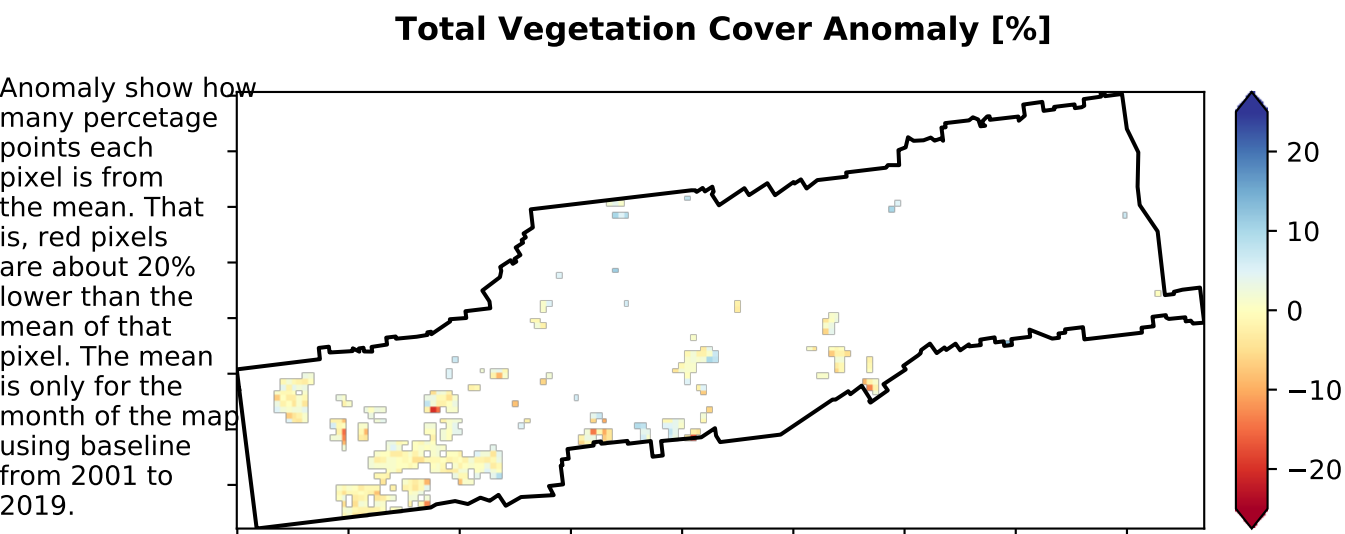 Total Vegetation Cover Anomaly [%]
Anomaly show how
many percetage
points each
pixel is from
the mean. That
is, red pixels
are about 20%
lower than the
mean of that
pixel. The mean
is only for the
month of the map
using baseline
from 2001 to
2019.
20
10
0
−10
−20